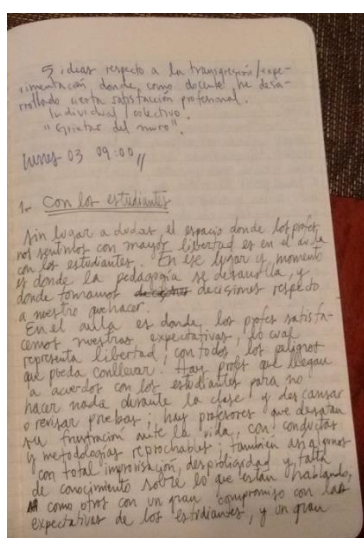 5 ideas respecto a la transgresión/expe-
rimentación donde, como docente he desa-
rrollado cierta satisfacción profesional.
Individual/colectivo
"Grietas del muro".
lunes 03 09:00 //
1- Con los estudiantes
Sin lugar a dudas, el espacio donde los profes
nos sentimos con mayor libertad es en el aula
con los estudiantes. En ese lugar y momento
es donde la pedagogía se desarrolla, y
donde tomamos decisiones respecto
a nuestro quehacer.
En el aula es donde, los profes satisfa-
cemos nuestras expectativas, lo cual
representa libertad, con todos los peligros
que pueda conllevar. Hay profes que llegan
a acuerdos con los estudiantes para no
hacer nada durante la clase y descansar
o revisar pruebas, hay profesores que desatan
su frustración ante la vida, con conductas
y metodologías reprochables, también
con total improvisación, desprolijidad y falta
de conocimiento sobre lo que están hablando,
como otros con un gran compromiso con las
expectativas de los estudiantes, y un gran